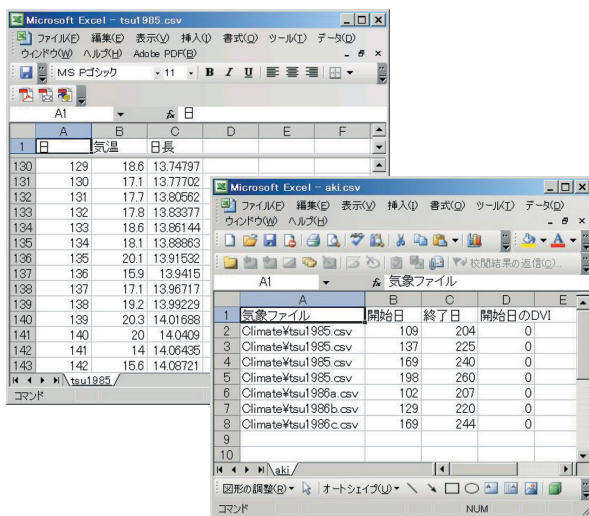 Microsoft Excel - tsu1985.csv
ファイル(F) 編集(E) 表示(V) 挿入(I) 書式(O) ツール(T) データ(D)
ウィンドウ(W) ヘルプ(H) Adobe PDF(B)
MS Pゴシック 11 B I U
A1 fx 日
A B C D E F
1 日 気温 日長
130 129 18.6 13.74797
131 130 17.1 13.77702
132 131 17.7 13.80562
133 132 17.8 13.83377
134 133 18.6 13.86144
135 134 18.1 13.88863
136 135 20.1 13.91532
137 136 15.9 13.9415
138 137 17.1 13.96717
139 138 19.2 13.99229
140 139 20.3 14.01688
141 140 20 14.0409
142 141 14 14.06435
143 142 15.6 14.08721
tsu1985
コマンド
Microsoft Excel - aki.csv
ファイル(F) 編集(E) 表示(V) 挿入(I) 書式(O) ツール(T) データ(D)
ウィンドウ(W) ヘルプ(H) Adobe PDF(B)
校閲結果の返信(C)...
A1 fx 気象ファイル
A B C D E
1 気象ファイル 開始日 終了日 開始日のDVI
2 Climate¥tsu1985.csv 109 204 0
3 Climate¥tsu1985.csv 137 225 0
4 Climate¥tsu1985.csv 169 240 0
5 Climate¥tsu1985.csv 198 260 0
6 Climate¥tsu1986a.csv 102 207 0
7 Climate¥tsu1986b.csv 129 220 0
8 Climate¥tsu1986c.csv 169 244 0
9
10
aki
図形の調整(R) オートシェイプ(U)
コマンド NUM